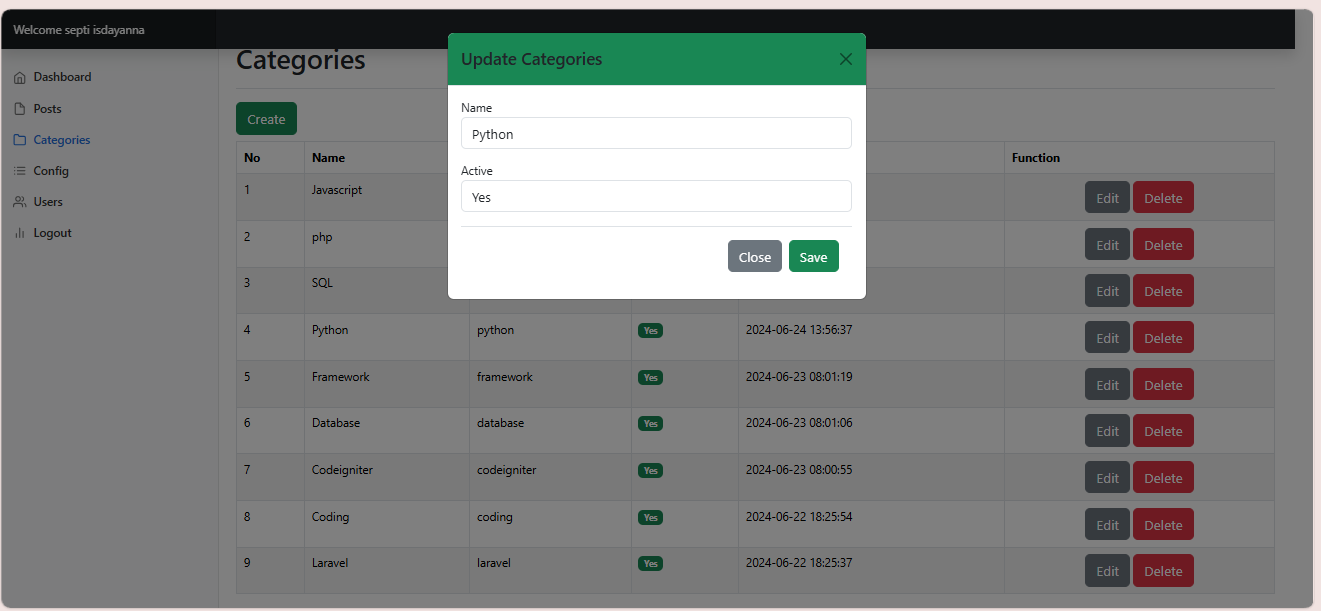 Welcome septi isdayanna
Dashboard
Posts
Categories
Config
Users
Logout
Categories
Create
Update Categories
Name
Python
Active
Yes
Close
Save
No Name Function
1 Javascript Edit Delete
2 php Edit Delete
3 SQL Edit Delete
4 Python python Yes 2024-06-24 13:56:37 Edit Delete
5 Framework framework Yes 2024-06-23 08:01:19 Edit Delete
6 Database database Yes 2024-06-23 08:01:06 Edit Delete
7 Codeigniter codeigniter Yes 2024-06-23 08:00:55 Edit Delete
8 Coding coding Yes 2024-06-22 18:25:54 Edit Delete
9 Laravel laravel Yes 2024-06-22 18:25:37 Edit Delete